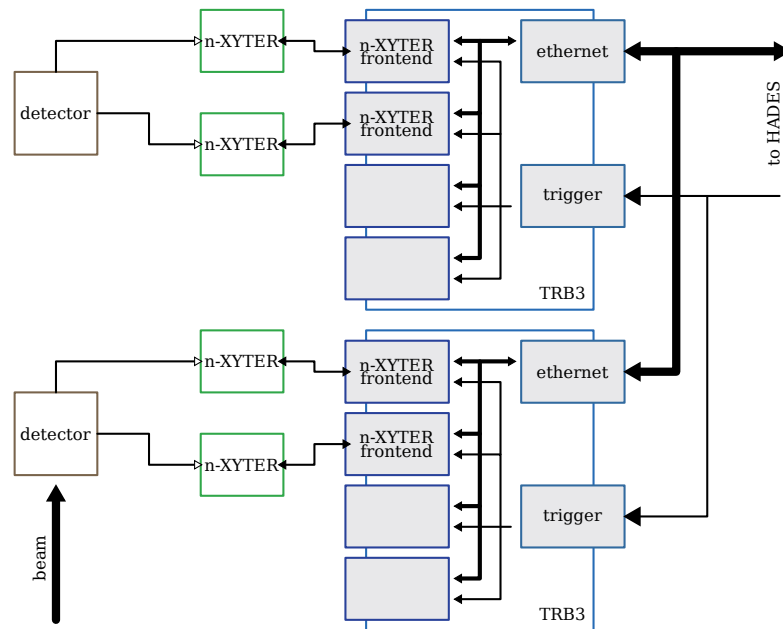 n-XYTER
n-XYTER
frontend
ethernet
detector
n-XYTER
n-XYTER
frontend
to HADES
trigger
TRB3
n-XYTER
n-XYTER
frontend
ethernet
detector
n-XYTER
n-XYTER
frontend
trigger
beam
TRB3